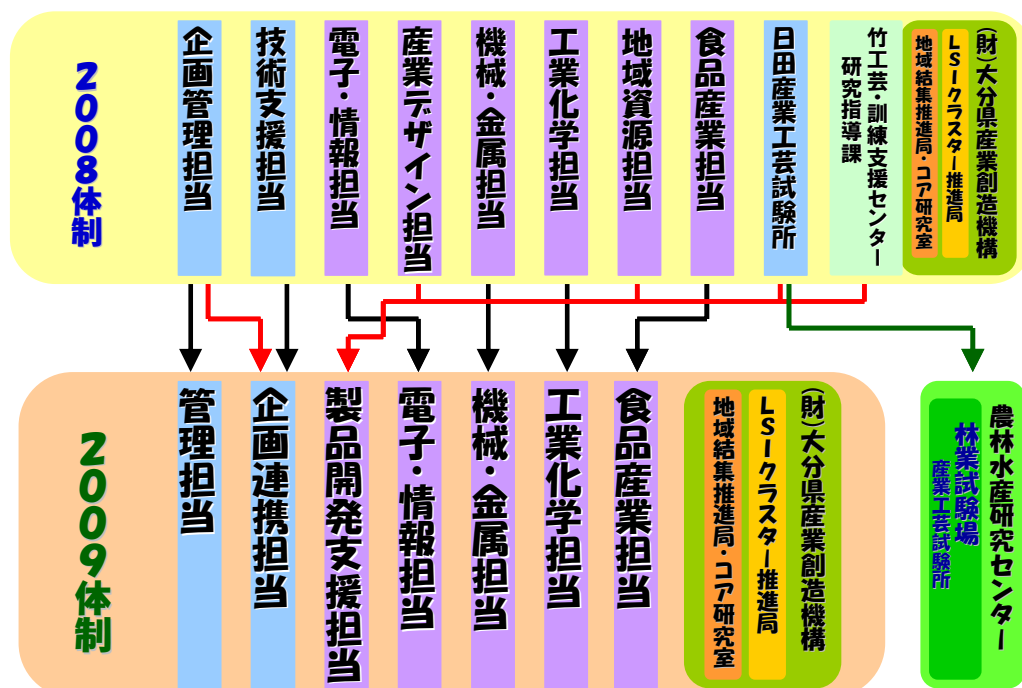 2008体制
企画管理担当
技術支援担当
電子・情報担当
産業デザイン担当
機械・金属担当
工業化学担当
地域資源担当
食品産業担当
日田産業工芸試験所
竹工芸・訓練支援センター
研究指導課
(財)大分県産業創造機構
LSIクラスター推進局
地域結集推進局・コア研究室
2009体制
管理担当
企画連携担当
製品開発支援担当
電子・情報担当
機械・金属担当
工業化学担当
食品産業担当
(財)大分県産業創造機構
LSIクラスター推進局
地域結集推進局・コア研究室
農林水産研究センター
林業試験場
産業工芸試験所